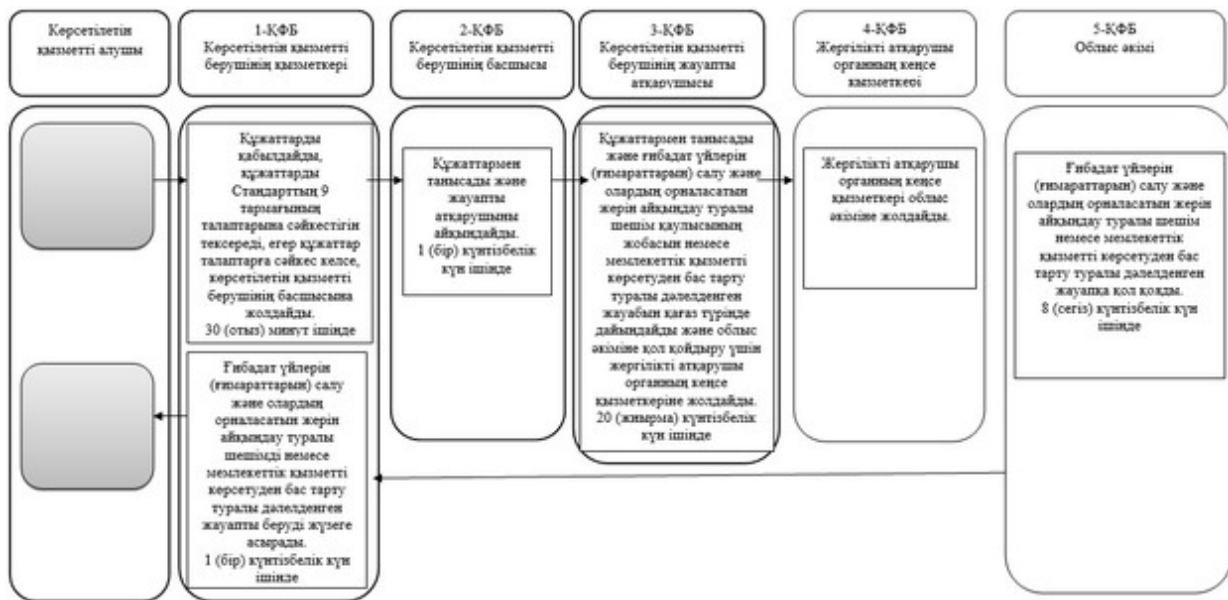 Көрсетілетін
қызметті алушы
1-ҚФБ
Көрсетілетін қызметті
берушінің қызметкері
2-ҚФБ
Көрсетілетін қызметті
берушінің басшысы
3-ҚФБ
Көрсетілетін қызметті
берушінің жауапты
атқарушысы
4-ҚФБ
Жергілікті атқарушы
органның кеңсе
қызметкері
5-ҚФБ
Облыс әкімі
Құжаттарды
қабылдайды,
құжаттарды
Стандарттың 9
тармағының
талаптарына сәйкестігін
тексереді, егер құжаттар
талаптарға сәйкес келсе,
көрсетілетін қызметті
берушінің басшысына
жолдайды.
30 (отыз) минут ішінде
Құжаттармен
танысады және
жауапты
атқарушыны
айқындайды.
1 (бір) күнтізбелік
күн ішінде
Құжаттармен танысады
және ғибадат үйлерін
(ғимараттарын) салу және
олардың орналасатын
жерін айқындау туралы
шешім қаулысының
жобасын немесе
мемлекеттік қызметті
көрсетуден бас тарту
туралы дәлелденген
жауабын қағаз түрінде
дайындайды және облыс
әкіміне қол қойдыру үшін
жергілікті атқарушы
органның кеңсе
қызметкеріне жолдайды.
20 (жиырма) күнтізбелік
күн ішінде
Жергілікті атқарушы
органның кеңсе
қызметкері облыс
әкіміне жолдайды.
Ғибадат үйлерін
(ғимараттарын) салу және
олардың орналасатын жерін
айқындау туралы шешім
немесе мемлекеттік
қызметті көрсетуден бас
тарту туралы дәлелденген
жауапқа қол қояды.
8 (сегіз) күнтізбелік күн
ішінде
Ғибадат үйлерін
(ғимараттарын) салу
және олардың
орналасатын жерін
айқындау туралы
шешімді немесе
мемлекеттік қызметті
көрсетуден бас тарту
туралы дәлелденген
жауапты беруді жүзеге
асырады.
1 (бір) күнтізбелік күн
ішінде